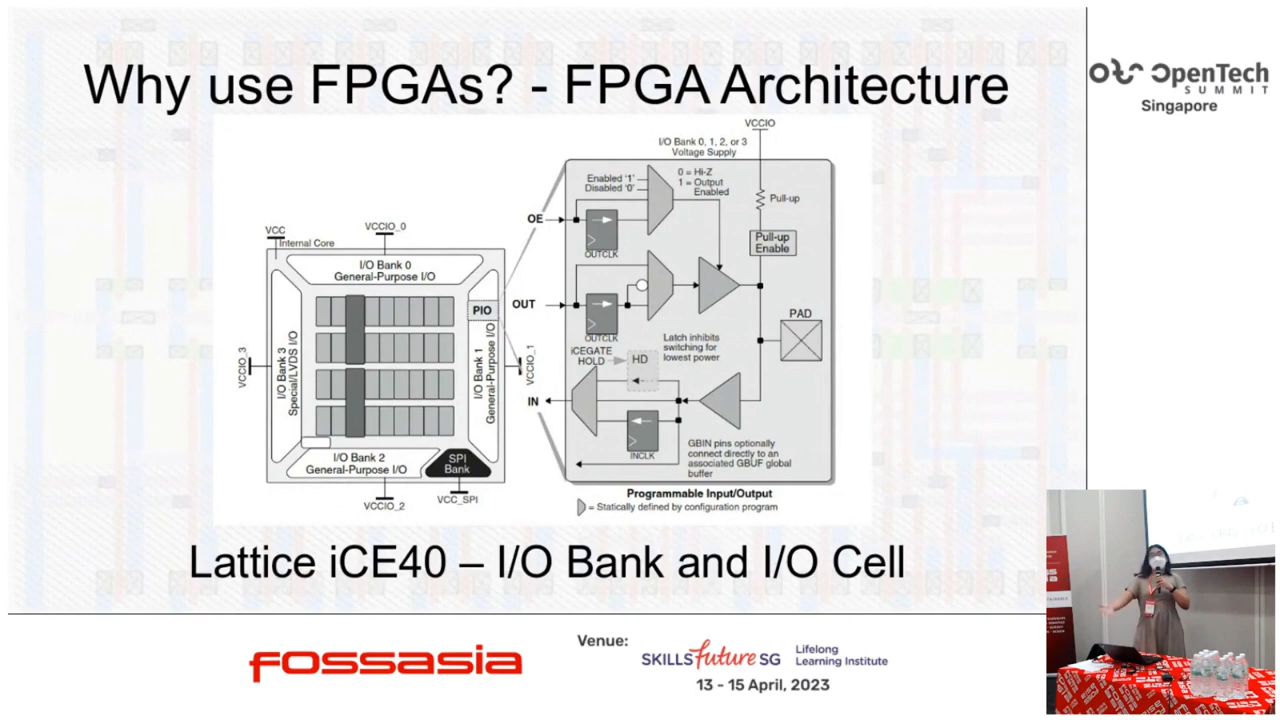 Why use FPGAs? - FPGA Architecture
OpenTech
SUMMIT
Singapore
VCCIO
I/O Bank 0, 1, 2, or 3
Voltage Supply
Enabled '1'
Disabled '0'
0 = Hi-Z
1 = Output
Enabled
Pull-up
OE
OUTCLK
Pull-up
Enable
VCC
Internal Core
VCCIO_0
I/O Bank 0
General-Purpose I/O
PIO
OUT
OUTCLK
PAD
iCEGATE
HOLD
HD
Latch inhibits
switching for
lowest power
VCCIO_3
I/O Bank 3
Special/LVDS I/O
I/O Bank 1
General-Purpose I/O
VCCIO_1
IN
INCLK
GBIN pins optionally
connect directly to an
associated GBUF global
buffer
I/O Bank 2
General-Purpose I/O
SPI
Bank
VCCIO_2
VCC_SPI
Programmable Input/Output
= Statically defined by configuration program
Lattice iCE40 – I/O Bank and I/O Cell
FOSSASIA
Venue:
SKILLS future SG
Lifelong
Learning Institute
13 - 15 April, 2023